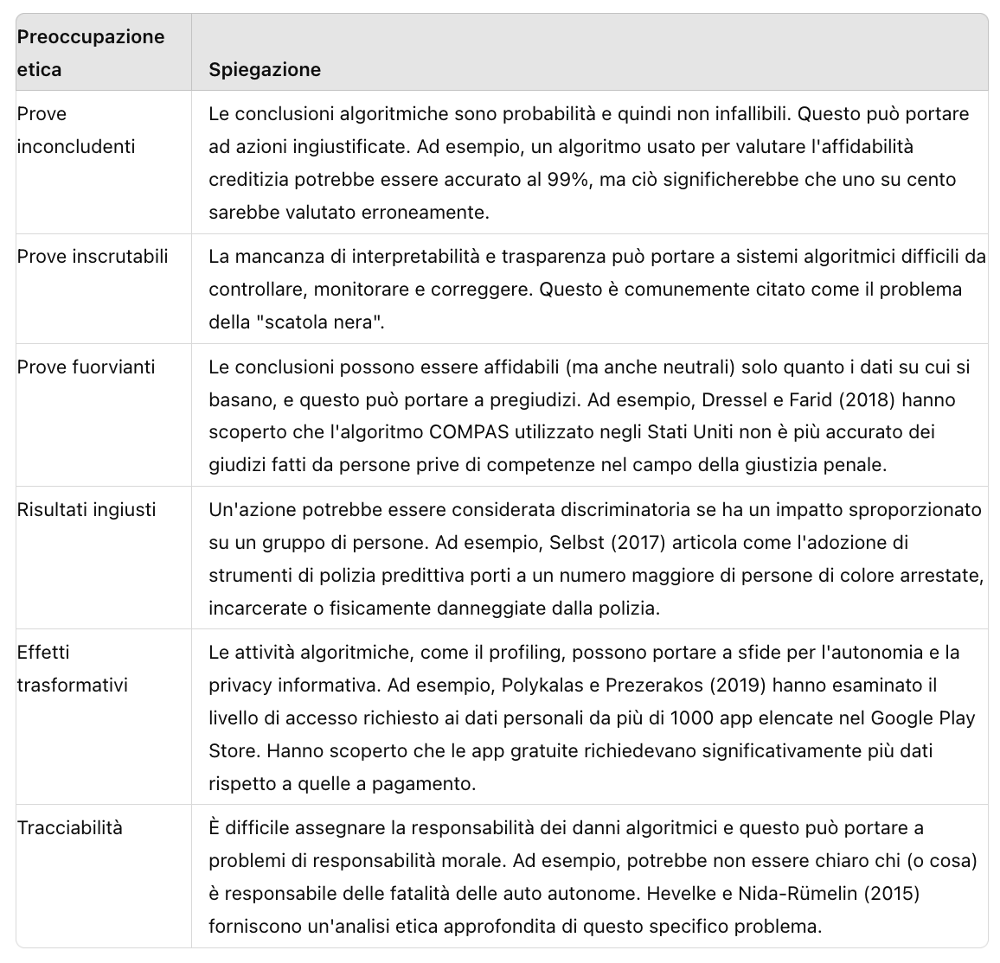 Preoccupazione
etica
Spiegazione
Prove
inconcludenti
Le conclusioni algoritmiche sono probabilità e quindi non infallibili. Questo può portare
ad azioni ingiustificate. Ad esempio, un algoritmo usato per valutare l'affidabilità
creditizia potrebbe essere accurato al 99%, ma ciò significherebbe che uno su cento
sarebbe valutato erroneamente.
Prove inscrutabili
La mancanza di interpretabilità e trasparenza può portare a sistemi algoritmici difficili da
controllare, monitorare e correggere. Questo è comunemente citato come il problema
della "scatola nera".
Prove fuorvianti
Le conclusioni possono essere affidabili (ma anche neutrali) solo quanto i dati su cui si
basano, e questo può portare a pregiudizi. Ad esempio, Dressel e Farid (2018) hanno
scoperto che l'algoritmo COMPAS utilizzato negli Stati Uniti non è più accurato dei
giudizi fatti da persone prive di competenze nel campo della giustizia penale.
Risultati ingiusti
Un'azione potrebbe essere considerata discriminatoria se ha un impatto sproporzionato
su un gruppo di persone. Ad esempio, Selbst (2017) articola come l'adozione di
strumenti di polizia predittiva porti a un numero maggiore di persone di colore arrestate,
incarcerate o fisicamente danneggiate dalla polizia.
Effetti
trasformativi
Le attività algoritmiche, come il profiling, possono portare a sfide per l'autonomia e la
privacy informativa. Ad esempio, Polykalas e Prezerakos (2019) hanno esaminato il
livello di accesso richiesto ai dati personali da più di 1000 app elencate nel Google Play
Store. Hanno scoperto che le app gratuite richiedevano significativamente più dati
rispetto a quelle a pagamento.
Tracciabilità
È difficile assegnare la responsabilità dei danni algoritmici e questo può portare a
problemi di responsabilità morale. Ad esempio, potrebbe non essere chiaro chi (o cosa)
è responsabile delle fatalità delle auto autonome. Hevelke e Nida-Rümelin (2015)
forniscono un'analisi etica approfondita di questo specifico problema.